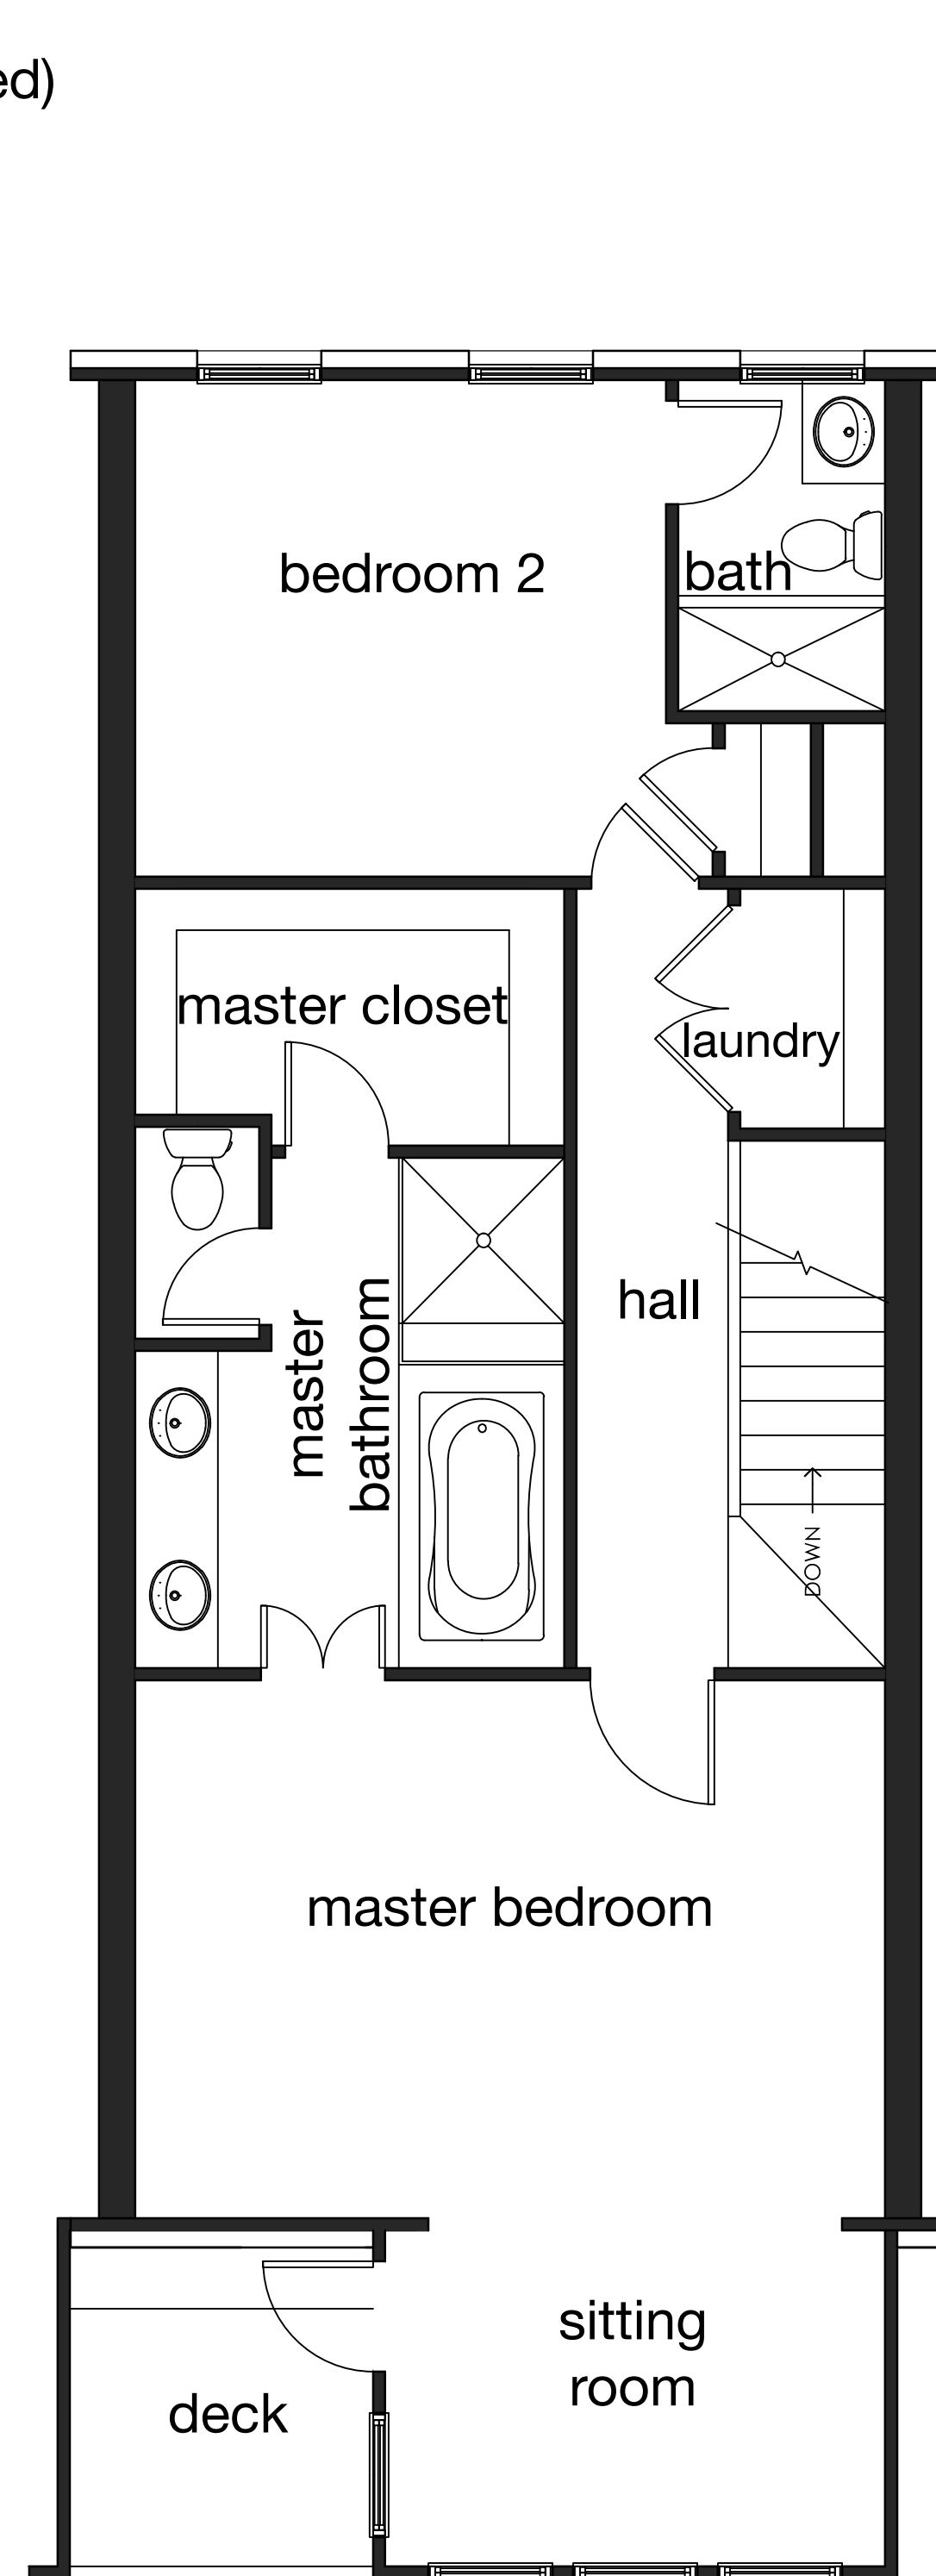 ed)
bedroom 2
bath
master closet
laundry
hall
master
bathroom
DOWN
master bedroom
sitting
room
deck